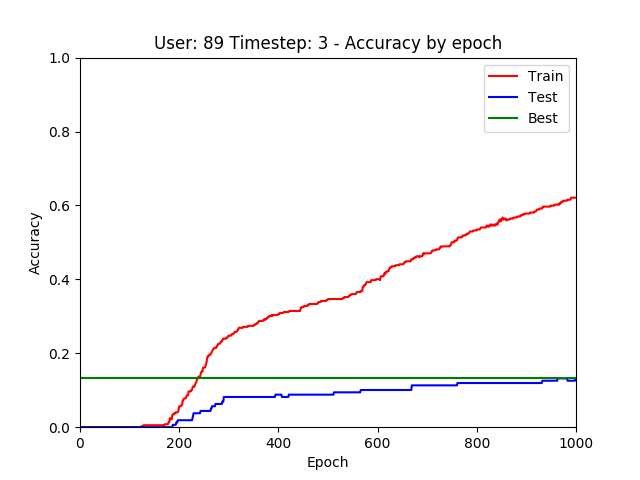 User: 89 Timestep: 3 - Accuracy by epoch
1.0
0.8
0.6
0.4
0.2
0.0
Accuracy
Train
Test
Best
0 200 400 600 800 1000
Epoch